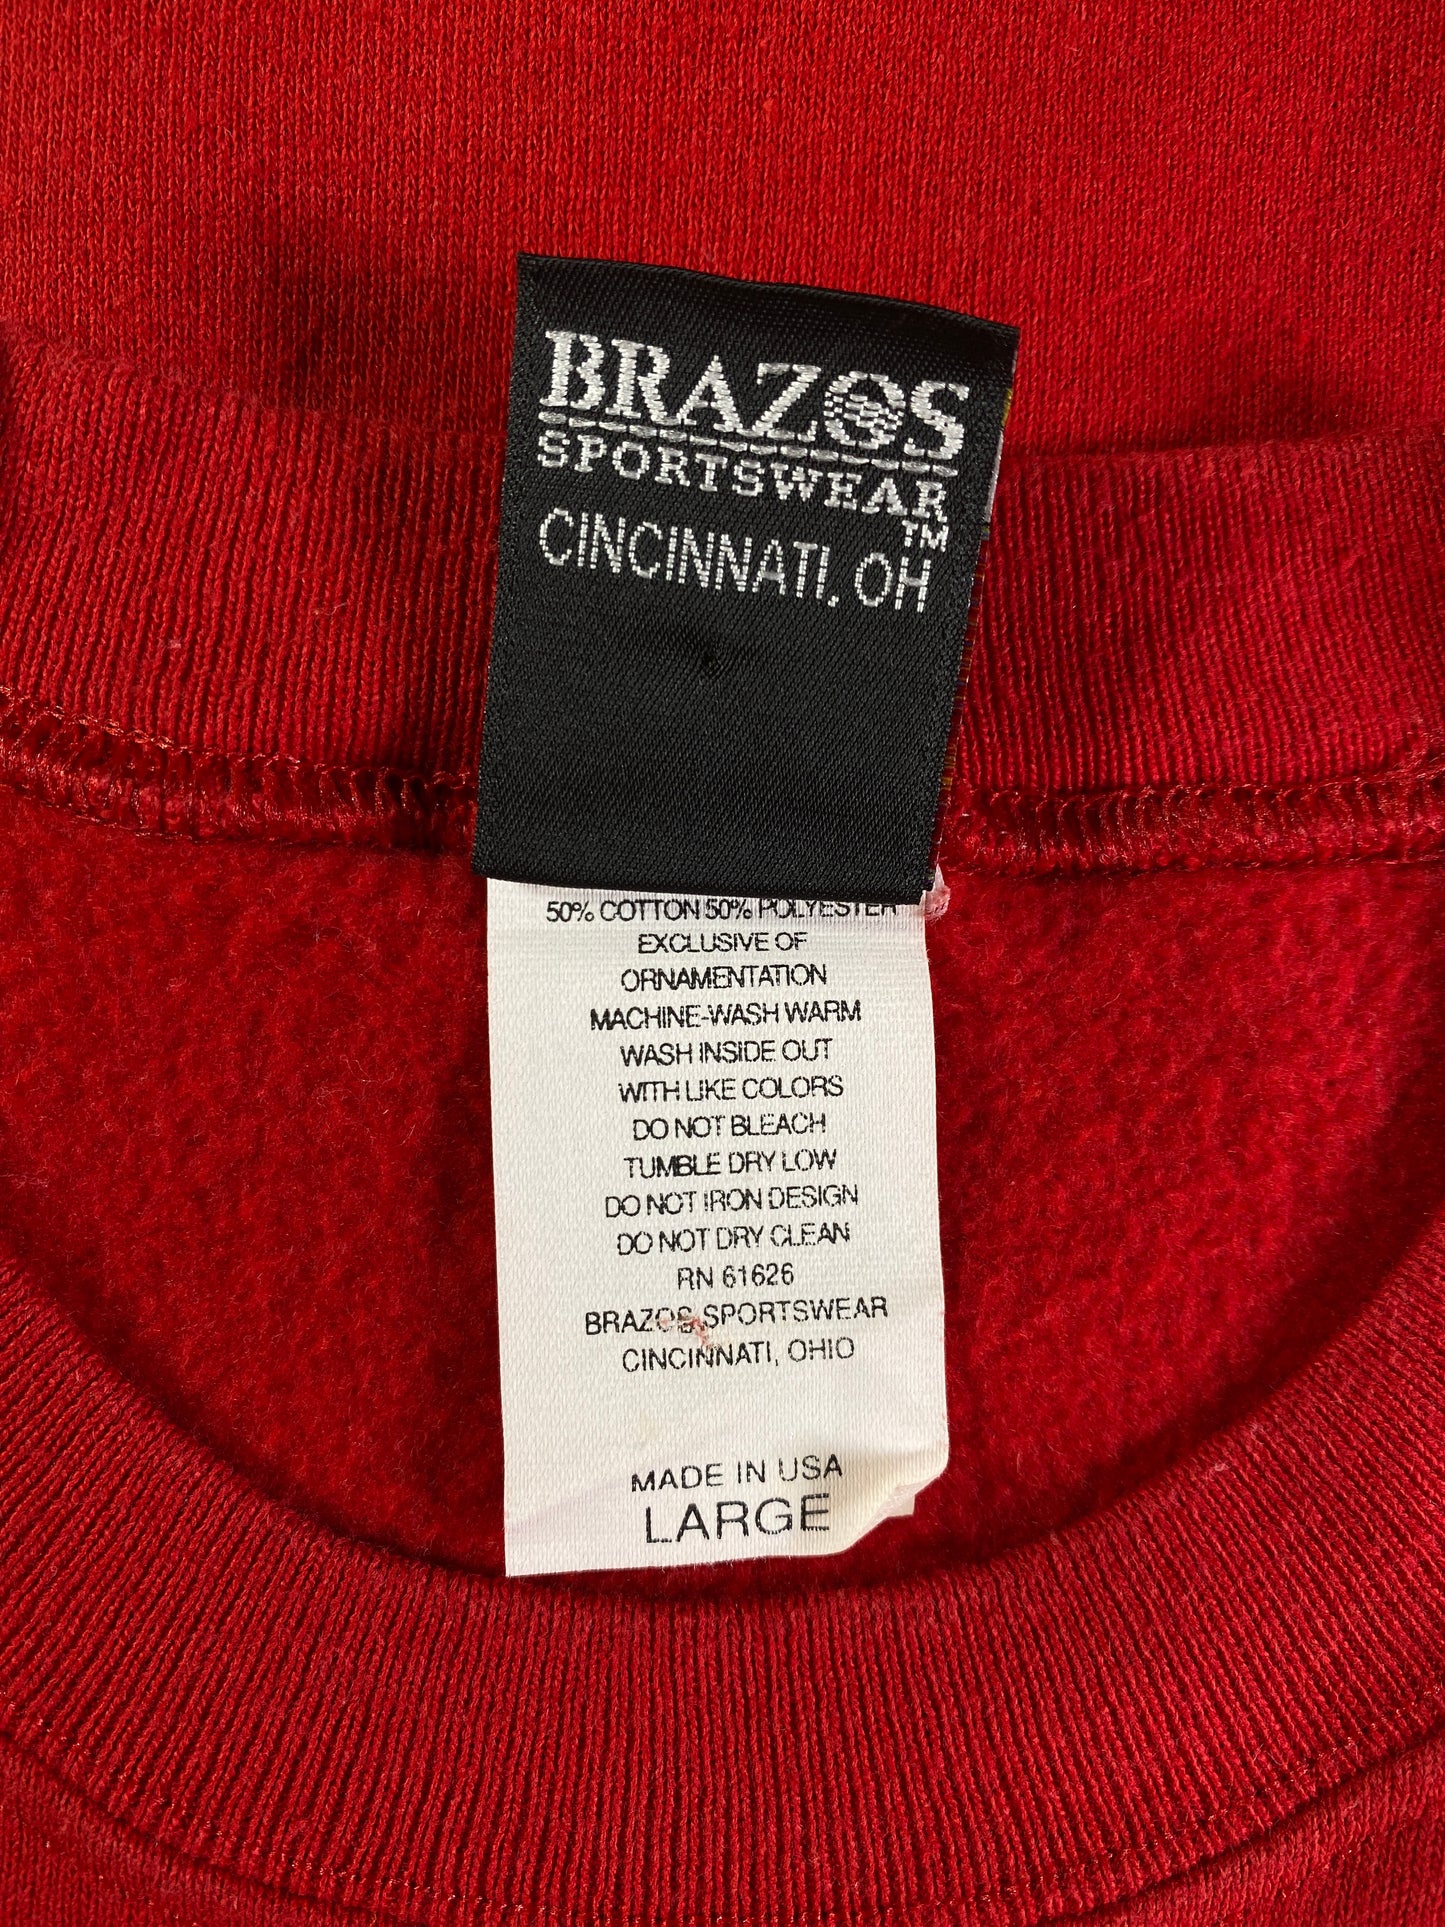 BRAZOS
SPORTSWEAR
TM
CINCINNATI, OH
50% COTTON 50% POLYESTER
EXCLUSIVE OF
ORNAMENTATION
MACHINE-WASH WARM
WASH INSIDE OUT
WITH LIKE COLORS
DO NOT BLEACH
TUMBLE DRY LOW
DO NOT IRON DESIGN
DO NOT DRY CLEAN
RN 61626
BRAZOS SPORTSWEAR
CINCINNATI, OHIO
MADE IN USA
LARGE